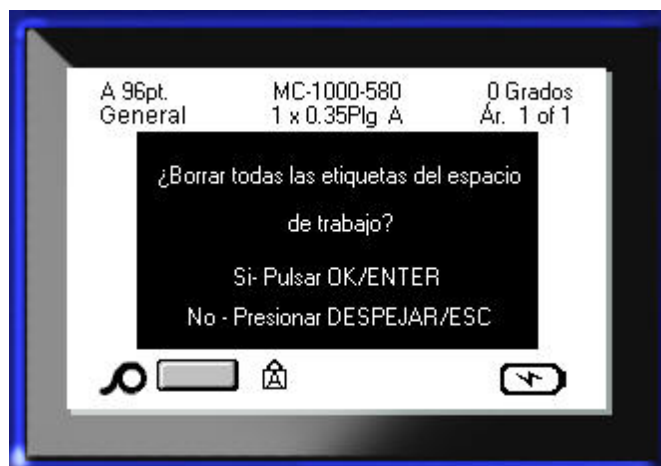 A 96pt. MC-1000-580 0 Grados
General 1 x 0.35Plg A Ár. 1 of 1
¿Borrar todas las etiquetas del espacio
de trabajo?
Si- Pulsar OK/ENTER
No - Presionar DESPEJAR/ESC
A